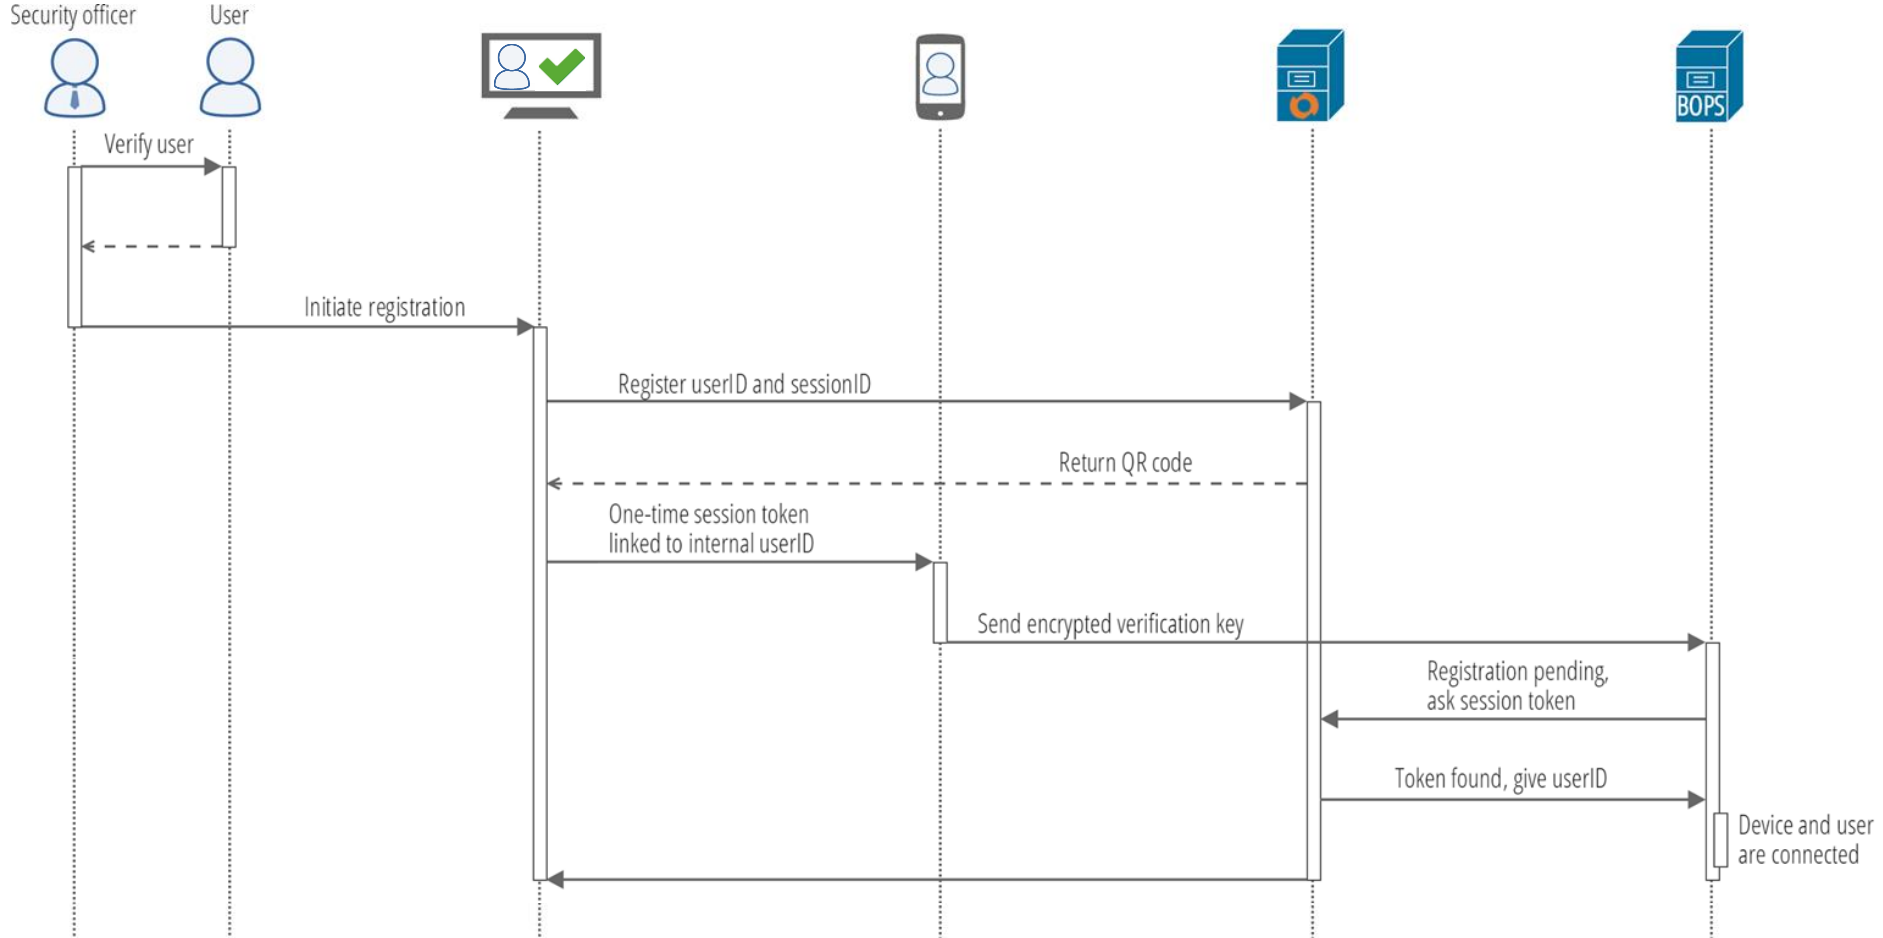 Security officer
User
BOPS
Verify user
Initiate registration
Register userID and sessionID
Return QR code
One-time session token
linked to internal userID
Send encrypted verification key
Registration pending,
ask session token
Token found, give userID
Device and user
are connected